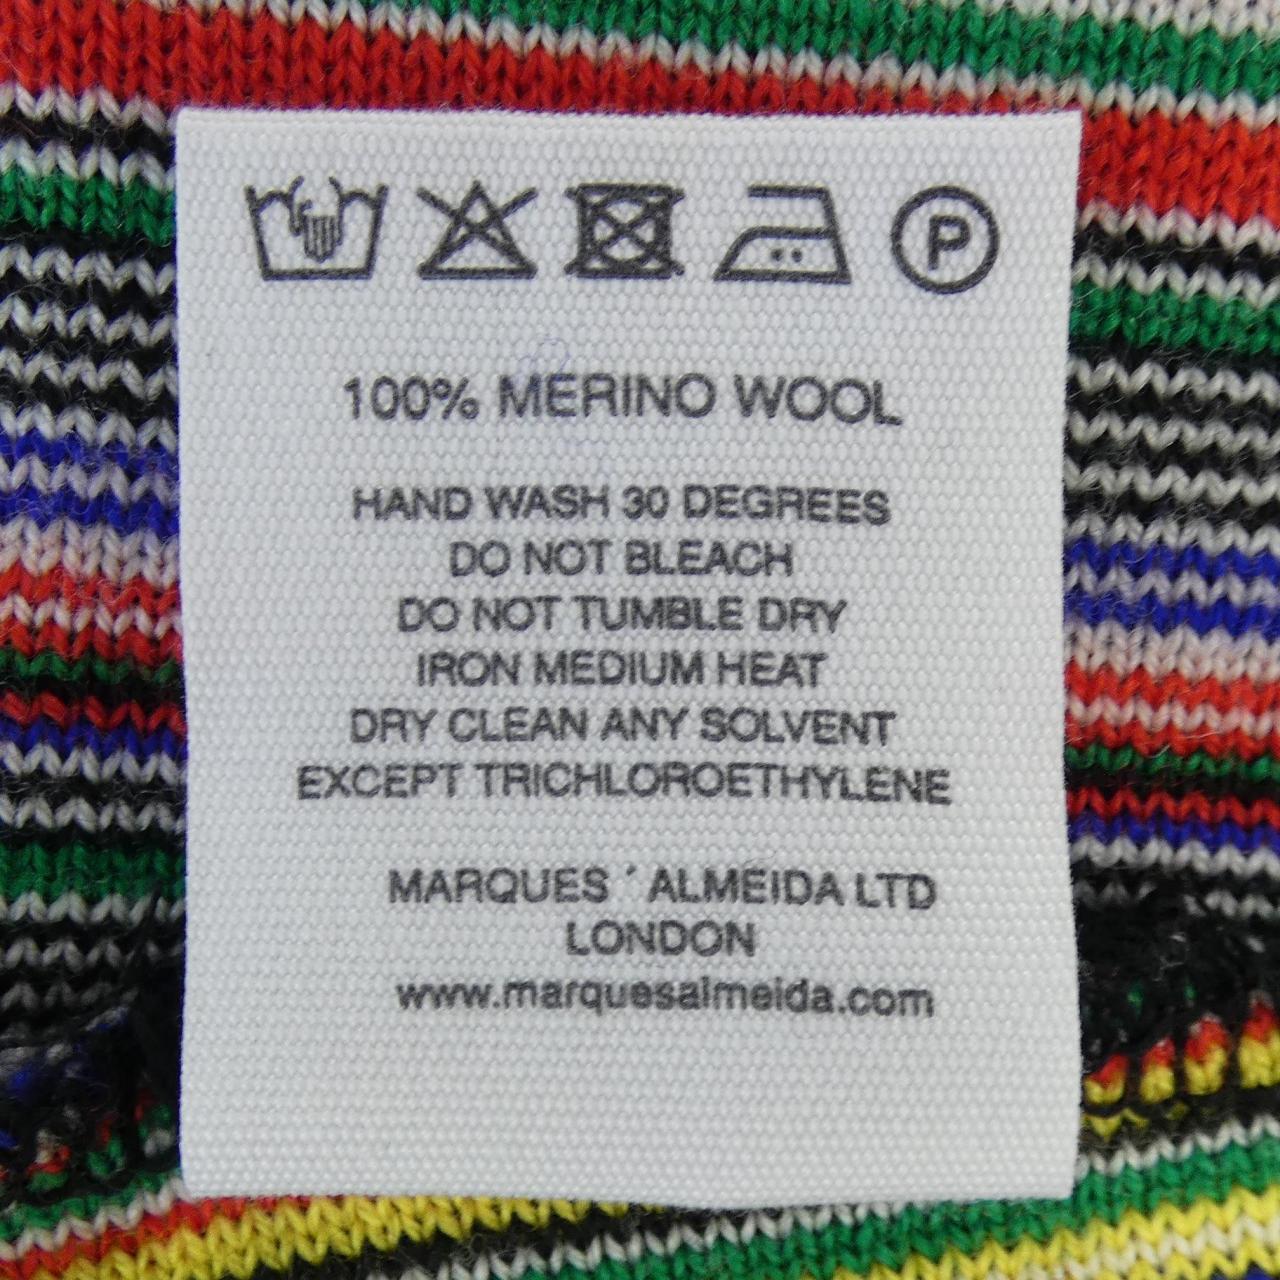 P
100% MERINO WOOL
HAND WASH 30 DEGREES
DO NOT BLEACH
DO NOT TUMBLE DRY
IRON MEDIUM HEAT
DRY CLEAN ANY SOLVENT
EXCEPT TRICHLOROETHYLENE
MARQUES ´ ALMEIDA LTD
LONDON
www.marquesalmeida.com